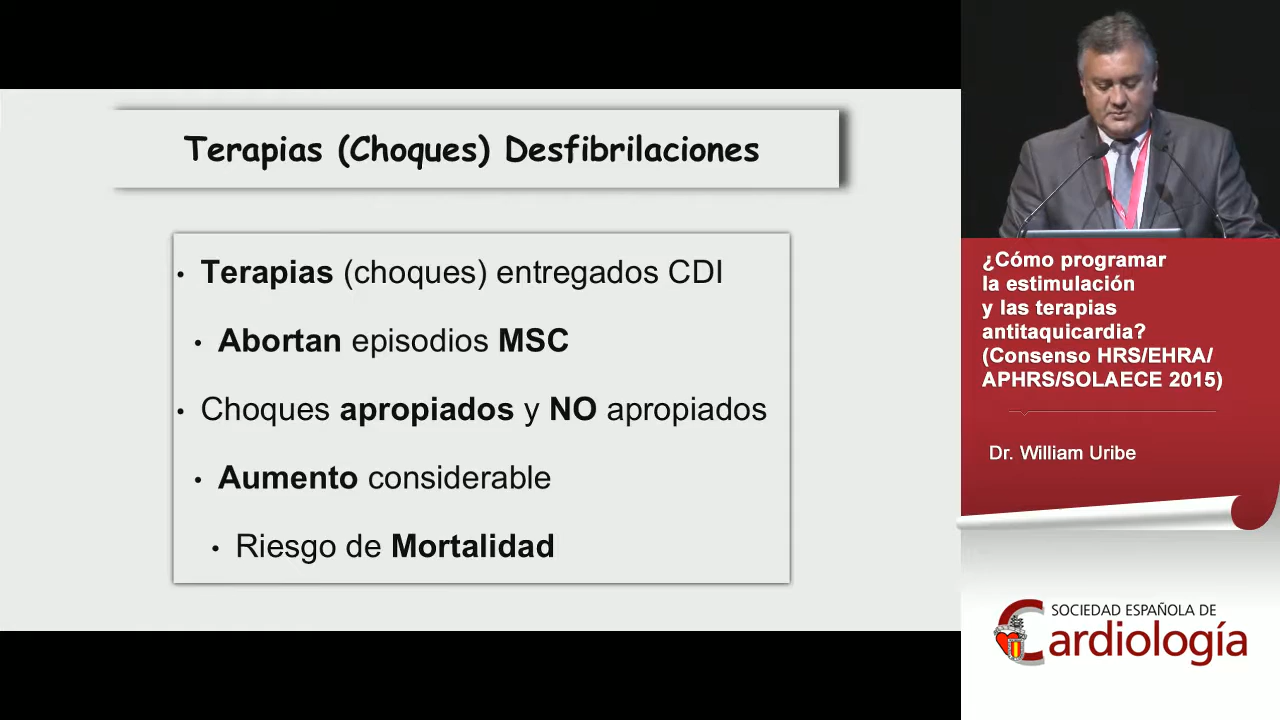 Terapias (Choques) Desfibrilaciones
• Terapias (choques) entregados CDI
• Abortan episodios MSC
• Choques apropiados y NO apropiados
• Aumento considerable
• Riesgo de Mortalidad
¿Cómo programar
la estimulación
y las terapias
antitaquicardia?
(Consenso HRS/EHRA/
APHRS/SOLAECE 2015)
Dr. William Uribe
SOCIEDAD ESPAÑOLA DE
Cardiología